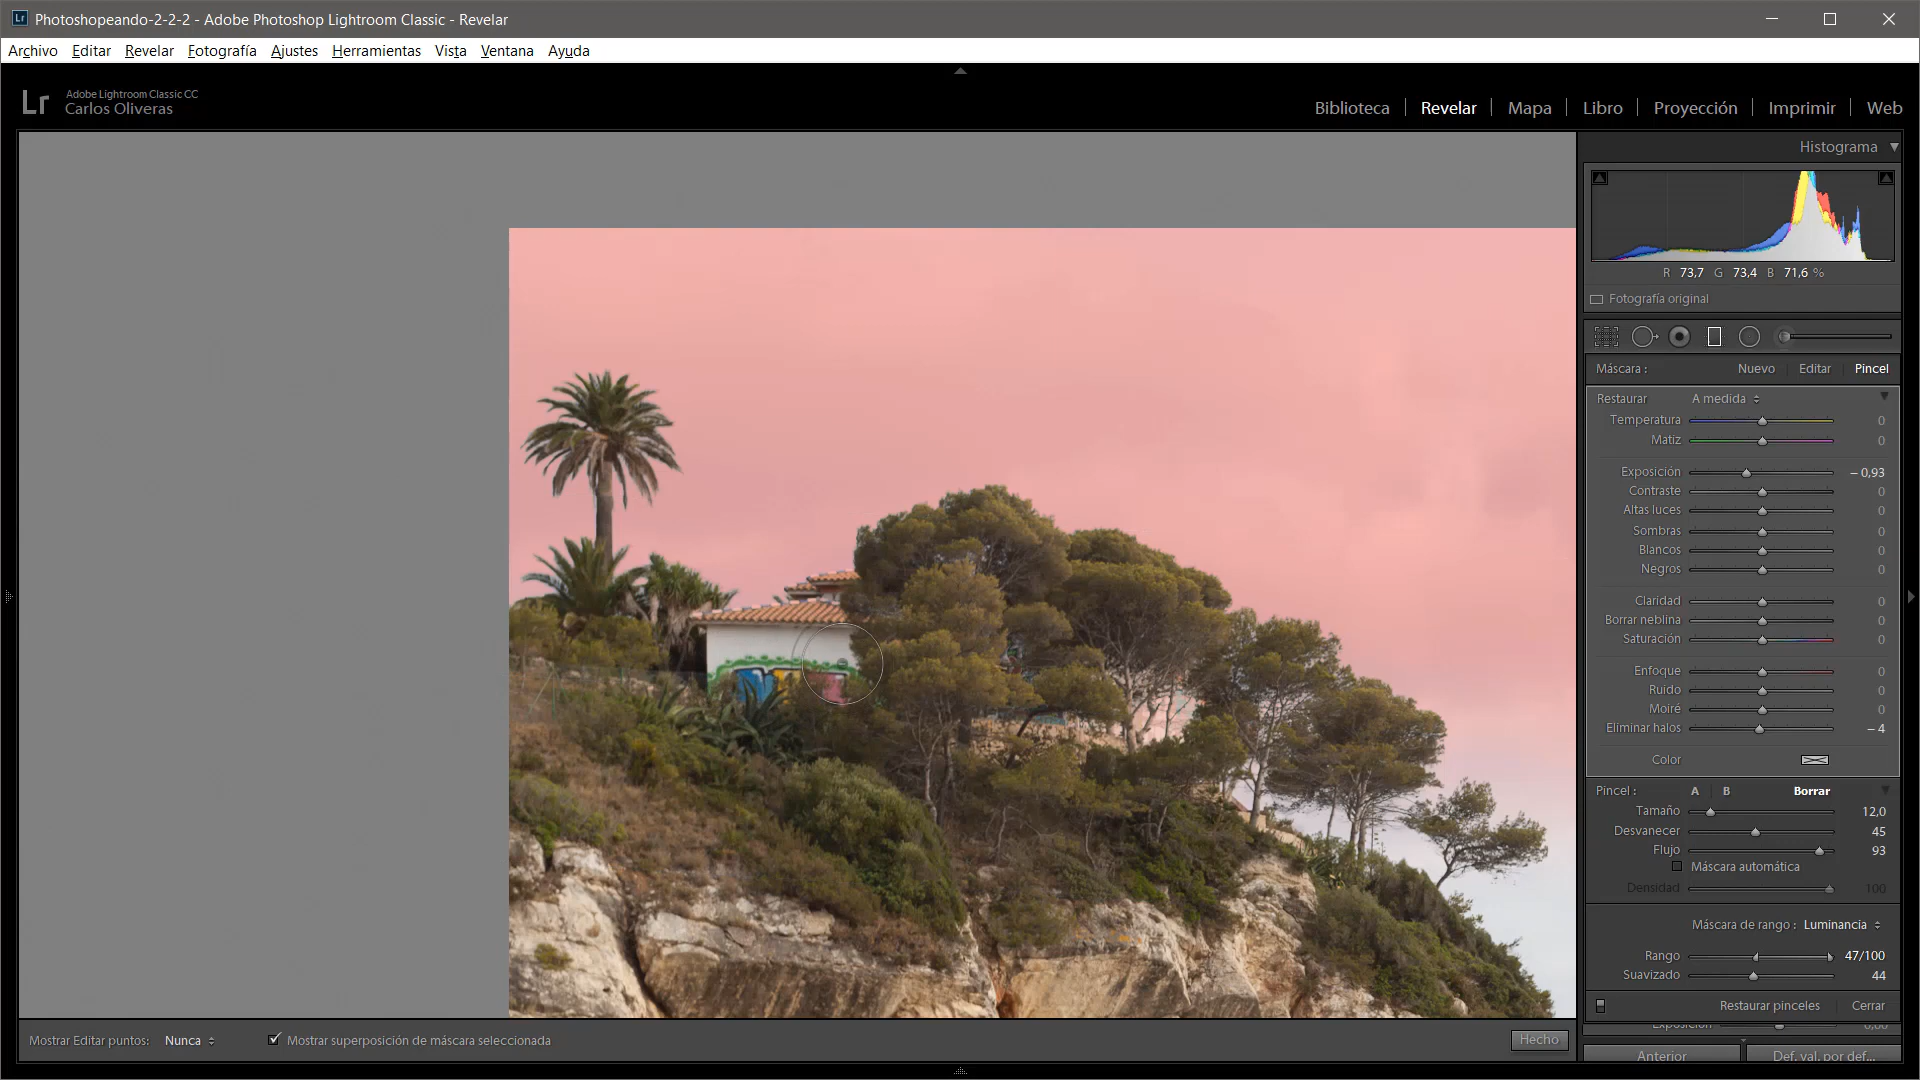 Lr Photoshopeando-2-2-2 - Adobe Photoshop Lightroom Classic - Revelar
Archivo Editar Revelar Fotografía Ajustes Herramientas Vista Ventana Ayuda
Lr Adobe Lightroom Classic CC
Carlos Oliveras
Biblioteca | Revelar | Mapa | Libro | Proyección | Imprimir | Web
Histograma
R 73,7 G 73,4 B 71,6 %
Fotografía original
Máscara : Nuevo Editar Pincel
Restaurar A medida
Temperatura 0
Matiz 0
Exposición – 0,93
Contraste 0
Altas luces 0
Sombras 0
Blancos 0
Negros 0
Claridad 0
Borrar neblina 0
Saturación 0
Enfoque 0
Ruido 0
Moiré 0
Eliminar halos – 4
Color
Pincel : A B Borrar
Tamaño 12,0
Desvanecer 45
Flujo 93
Máscara automática
Densidad 100
Máscara de rango : Luminancia
Rango 47/100
Suavizado 44
Restaurar pinceles Cerrar
Exposición 0,00
Anterior Def. val. por def...
Mostrar Editar puntos: Nunca Mostrar superposición de máscara seleccionada Hecho